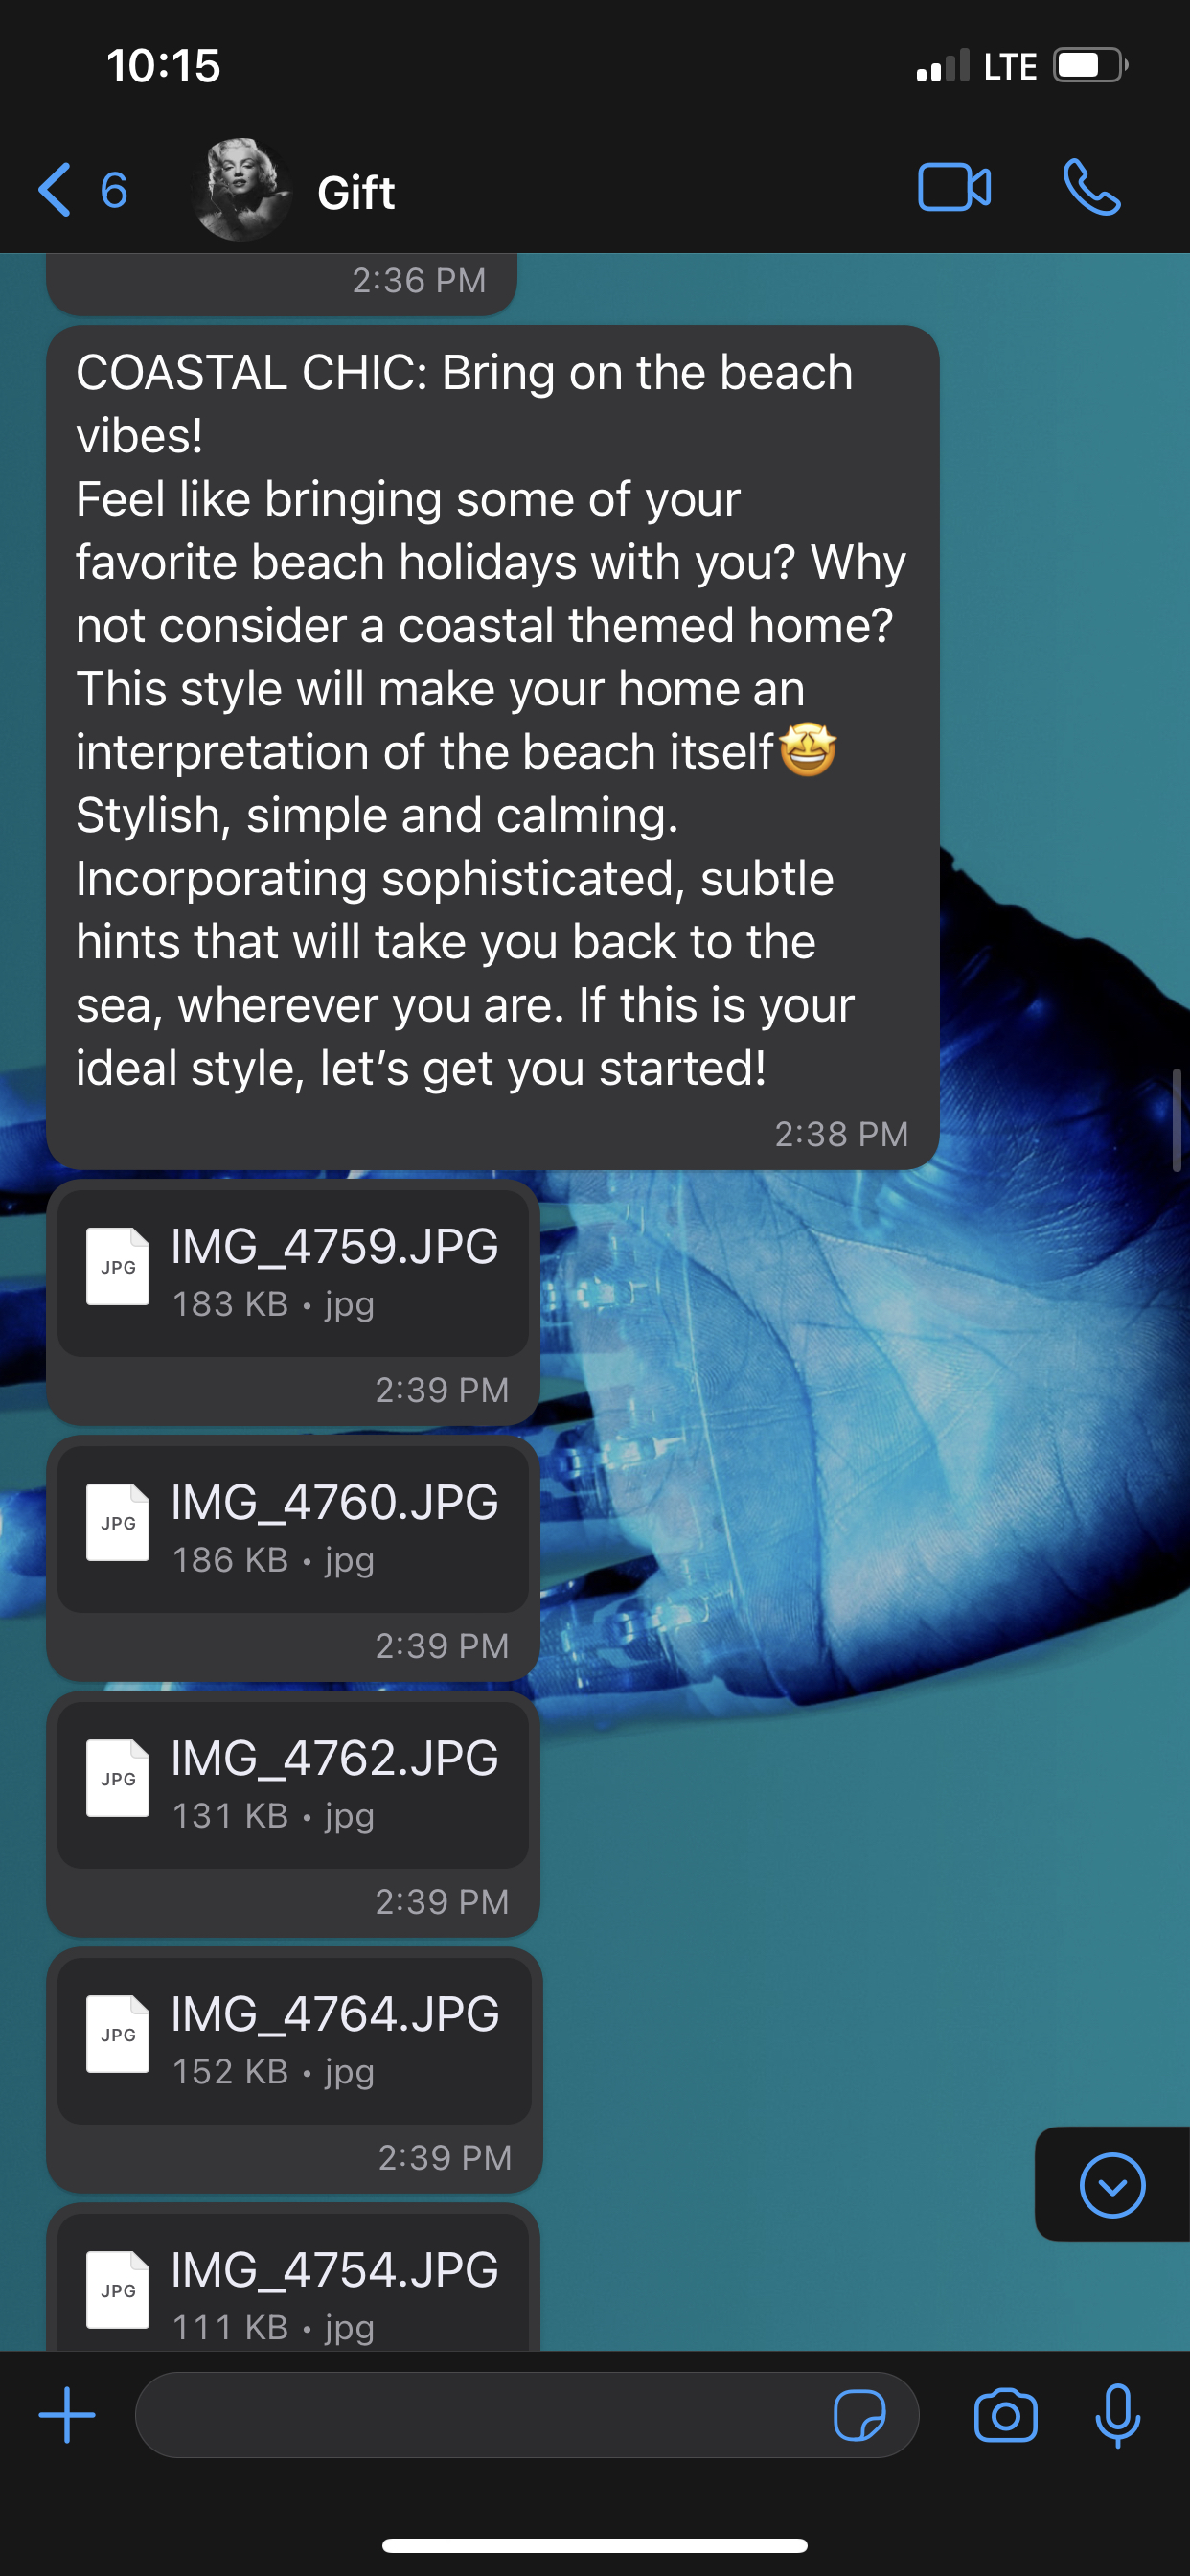 10:15
LTE
6
Gift
2:36 PM
COASTAL CHIC: Bring on the beach
vibes!
Feel like bringing some of your
favorite beach holidays with you? Why
not consider a coastal themed home?
This style will make your home an
interpretation of the beach itself🤩
Stylish, simple and calming.
Incorporating sophisticated, subtle
hints that will take you back to the
sea, wherever you are. If this is your
ideal style, let’s get you started!
2:38 PM
JPG
IMG_4759.JPG
183 KB • jpg
2:39 PM
JPG
IMG_4760.JPG
186 KB • jpg
2:39 PM
JPG
IMG_4762.JPG
131 KB • jpg
2:39 PM
JPG
IMG_4764.JPG
152 KB • jpg
2:39 PM
JPG
IMG_4754.JPG
111 KB • jpg